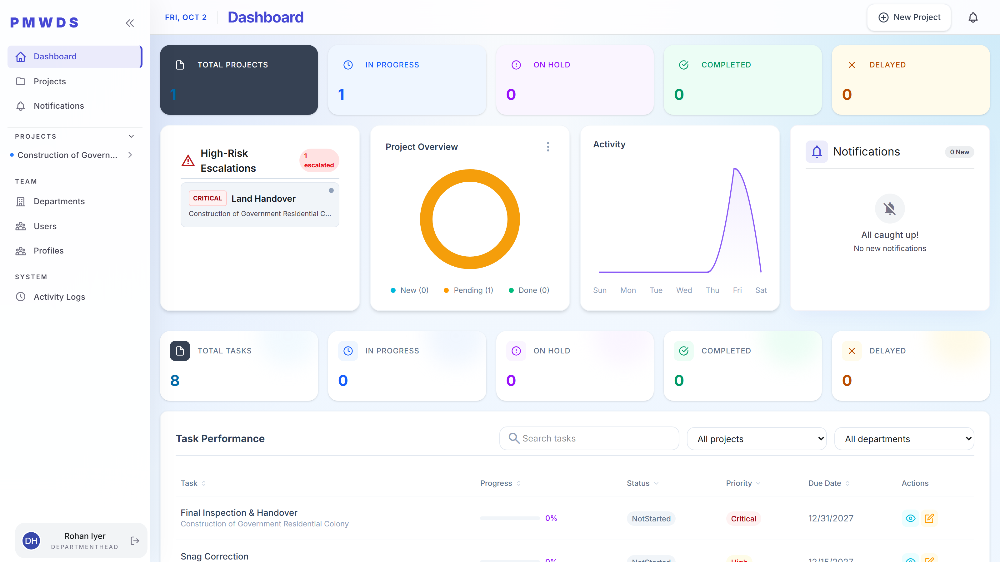 PMWDS
Dashboard
Projects
Notifications
PROJECTS
Construction of Govern...
TEAM
Departments
Users
Profiles
SYSTEM
Activity Logs
DH
Rohan Iyer
DEPARTMENTHEAD
FRI, OCT 2
Dashboard
New Project
TOTAL PROJECTS
1
IN PROGRESS
1
ON HOLD
0
COMPLETED
0
DELAYED
0
High-Risk
Escalations
1
escalated
CRITICAL Land Handover
Construction of Government Residential C...
Project Overview
New (0) Pending (1) Done (0)
Activity
Sun Mon Tue Wed Thu Fri Sat
Notifications
0 New
All caught up!
No new notifications
TOTAL TASKS
8
IN PROGRESS
0
ON HOLD
0
COMPLETED
0
DELAYED
0
Task Performance
Search tasks
All projects
All departments
Task Progress Status Priority Due Date Actions
Final Inspection & Handover
Construction of Government Residential Colony
0% NotStarted Critical 12/31/2027
Snag Correction
0% NotStarted High 12/15/2027